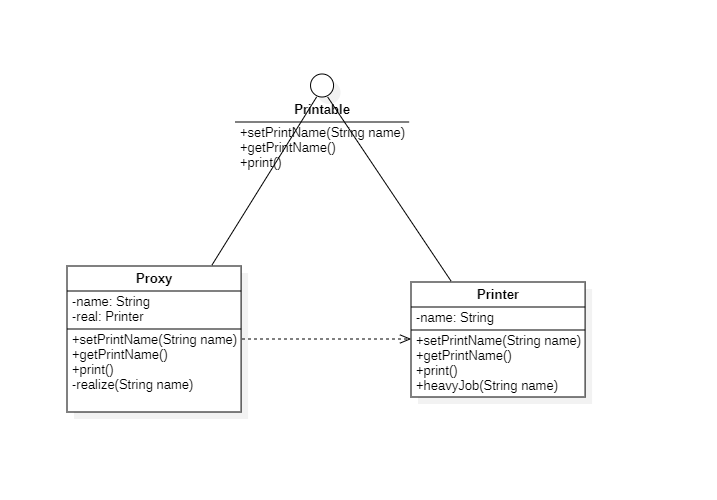 Printable
+setPrintName(String name)
+getPrintName()
+print()
Proxy
-name: String
-real: Printer
+setPrintName(String name)
+getPrintName()
+print()
-realize(String name)
Printer
-name: String
+setPrintName(String name)
+getPrintName()
+print()
+heavyJob(String name)